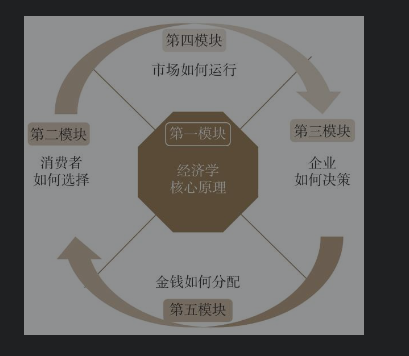 第四模块
市场如何运行
第二模块
消费者
如何选择
第一模块
经济学
核心原理
第三模块
企业
如何决策
金钱如何分配
第五模块